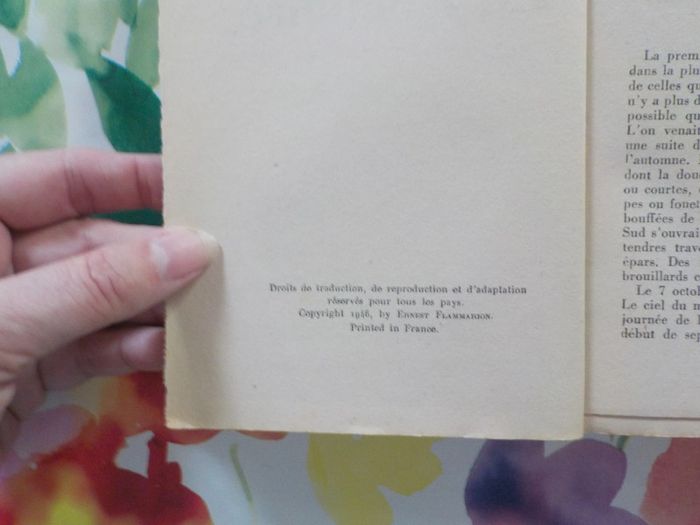 Droits de traduction, de reproduction et d'adaptation
réservés pour tous les pays.
Copyright 1946, by ERNEST FLAMMARION.
Printed in France.
La prem
dans la plu
de celles qu
n'y a plus d
possible qu
L'on venait
une suite d
l'automne.
dont la dou
ou courtes,
pes ou fouet
bouffées de
Sud s'ouvrai
tendres trav
épars. Des
brouillards c
Le 7 octol
Le ciel du n
journée de l
début de sep